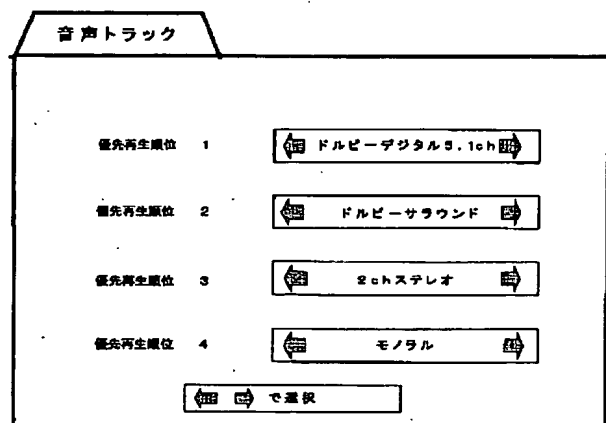 音声トラック
優先再生順位 1 ドルビーデジタル5.1ch
優先再生順位 2 ドルビーサラウンド
優先再生順位 3 2chステレオ
優先再生順位 4 モノラル
で選択